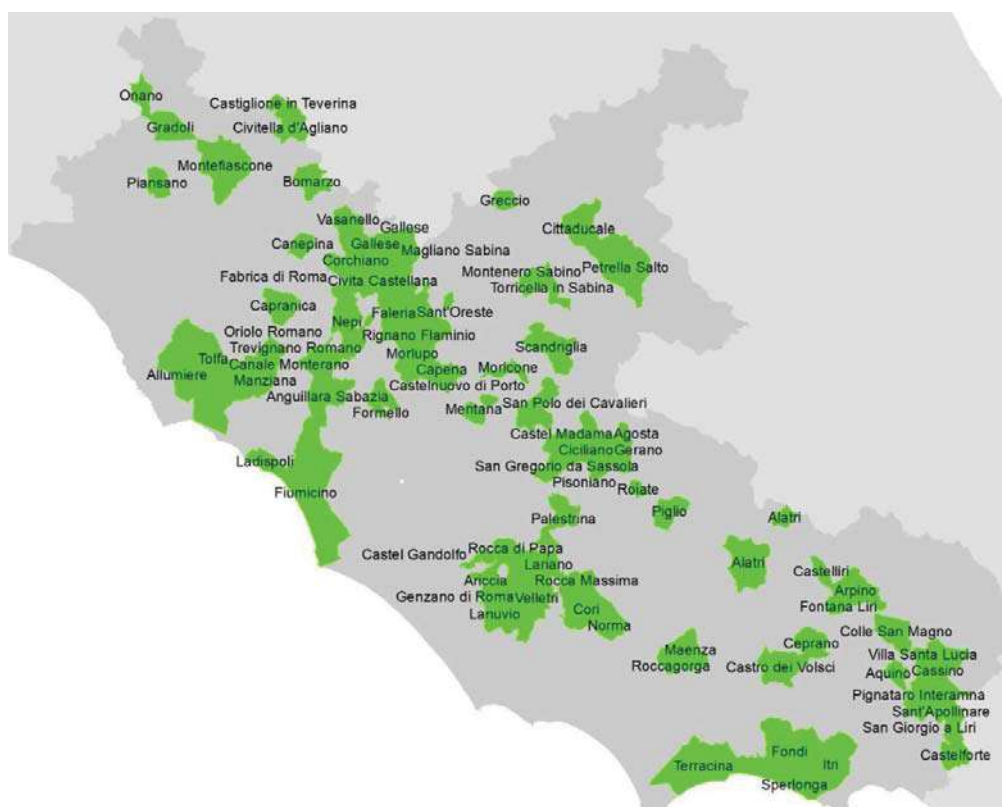 Onano
Castiglione in Teverina
Gradoli
Civitella d'Agliano
Montefiascone
Piansano
Bomarzo
Greccio
Vasanello
Gallese
Cittaducale
Canepina
Gallese
Magliano Sabina
Corchiano
Petrella Salto
Montenero Sabino
Fabrica di Roma
Civita Castellana
Torricella in Sabina
Capranica
Faleria
Sant'Oreste
Nepi
Oriolo Romano
Rignano Flaminio
Trevignano Romano
Scandriglia
Tolfa
Morlupo
Canale Monterano
Allumiere
Capena
Moricone
Manziana
Castelnuovo di Porto
Anguillara Sabazia
San Polo dei Cavalieri
Formello
Mentana
Castel Madama
Agosta
Ciciliano
Gerano
Ladispoli
San Gregorio da Sassola
Pisoniano
Fiumicino
Roiate
Piglio
Palestrina
Alatri
Castel Gandolfo
Rocca di Papa
Lariano
Alatri
Castelliri
Ariccia
Rocca Massima
Arpino
Genzano di Roma
Velletri
Cori
Fontana Liri
Lanuvio
Norma
Colle San Magno
Ceprano
Maenza
Villa Santa Lucia
Roccagorga
Castro dei Volsci
Aquino
Cassino
Pignataro Interamna
Sant'Apollinare
San Giorgio a Liri
Fondi
Castelforte
Terracina
Itri
Sperlonga